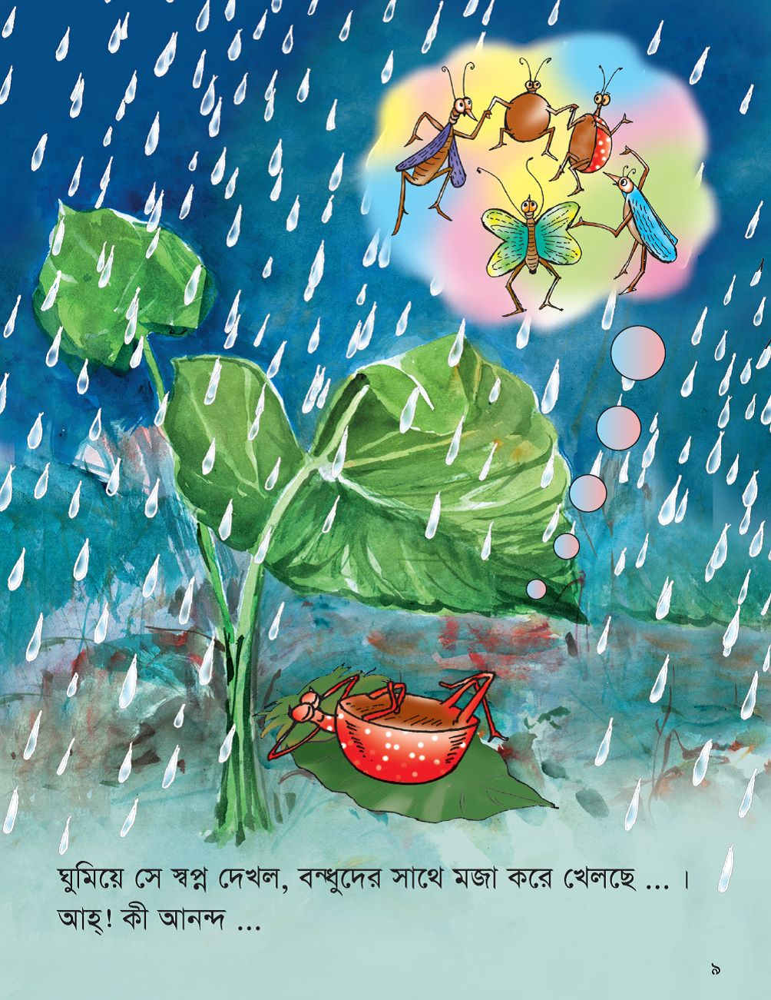 ঘুমিয়ে সে স্বপ্ন দেখল, বন্ধুদের সাথে মজা করে খেলছে ... ।
আহ্! কী আনন্দ ...
৯